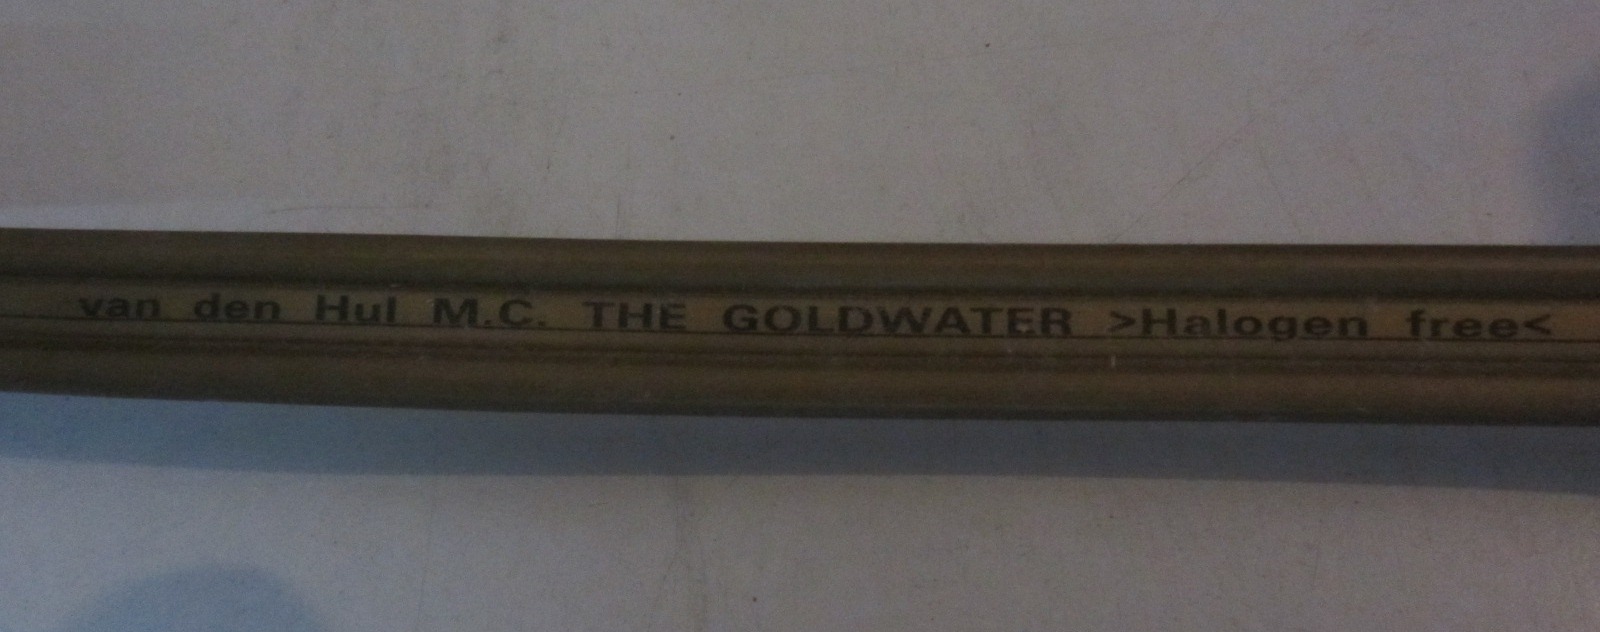 van den Hul M.C. THE GOLDWATER >Halogen free<